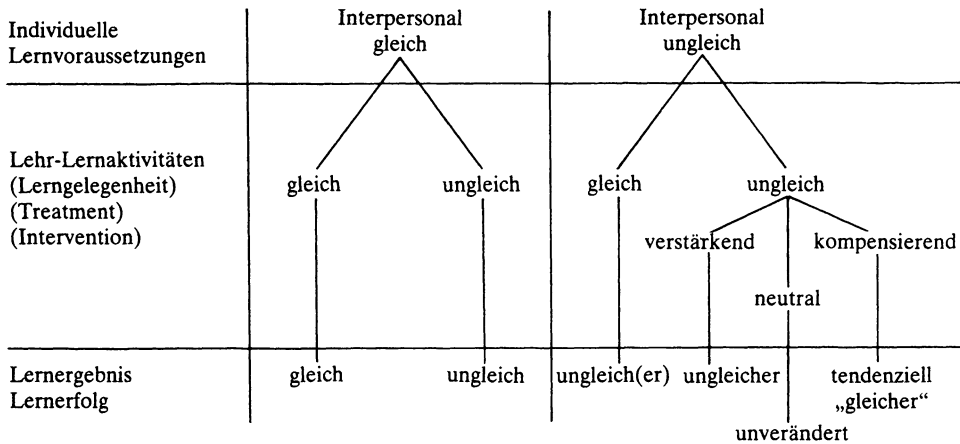 Individuelle
Lernvoraussetzungen
Interpersonal
gleich
Interpersonal
ungleich
Lehr-Lernaktivitäten
(Lerngelegenheit)
(Treatment)
(Intervention)
gleich
ungleich
gleich
ungleich
verstärkend
kompensierend
neutral
Lernergebnis
Lernerfolg
gleich
ungleich
ungleich(er)
ungleicher
tendenziell
„gleicher“
unverändert